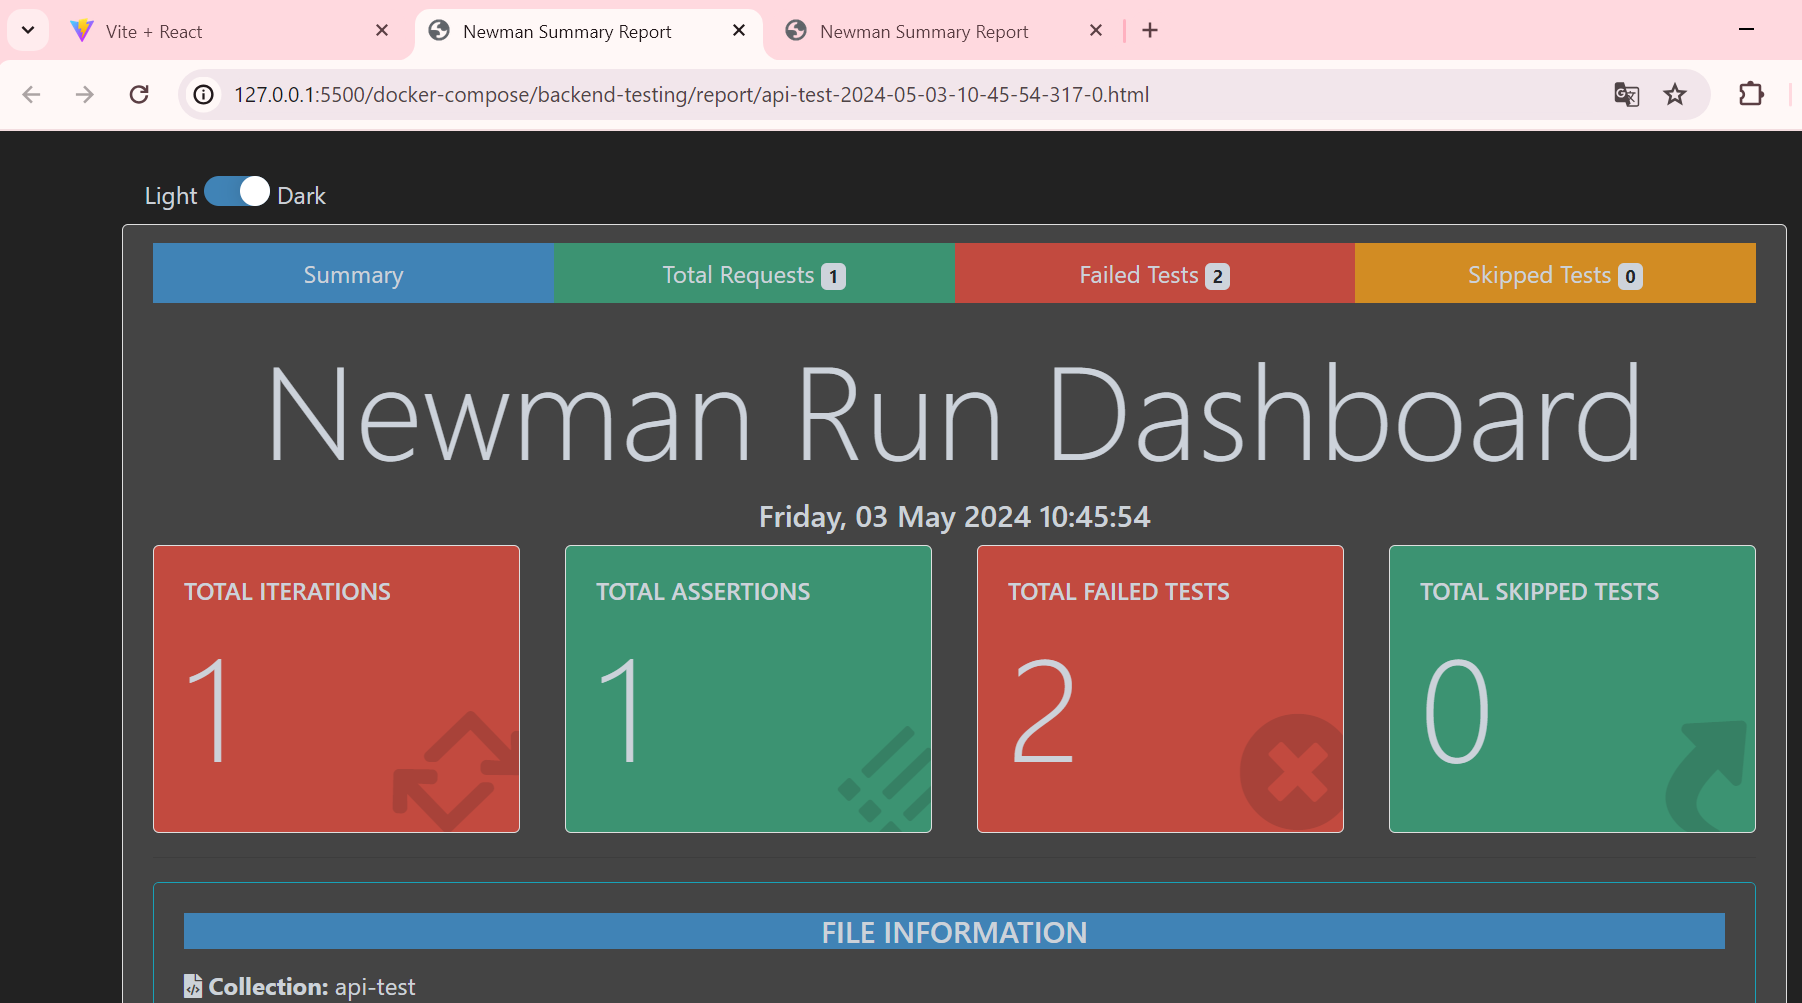 Vite + React
Newman Summary Report
Newman Summary Report
127.0.0.1:5500/docker-compose/backend-testing/report/api-test-2024-05-03-10-45-54-317-0.html
Light Dark
Summary Total Requests 1 Failed Tests 2 Skipped Tests 0
Newman Run Dashboard
Friday, 03 May 2024 10:45:54
TOTAL ITERATIONS
1
TOTAL ASSERTIONS
1
TOTAL FAILED TESTS
2
TOTAL SKIPPED TESTS
0
FILE INFORMATION
Collection: api-test